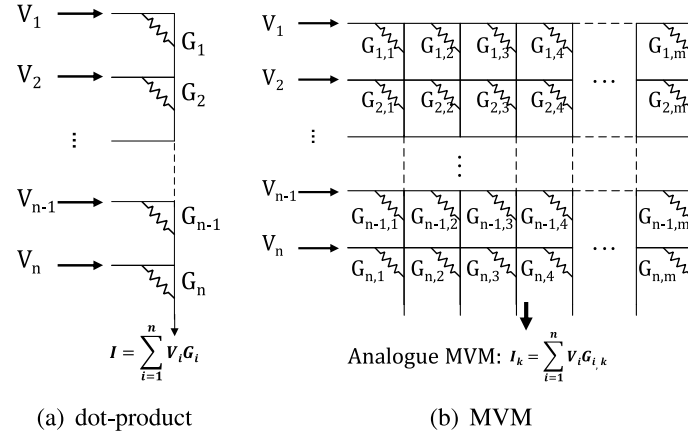 V1
G1
V2
G2
...
Vn-1
Gn-1
Vn
Gn
I = ∑ i=1 n ViGi
(a) dot-product
V1
G1,1 G1,2 G1,3 G1,4 G1,m
V2
...
G2,1 G2,2 G2,3 G2,4 G2,m
...
...
Vn-1
Gn-1,1 Gn-1,2 Gn-1,3 Gn-1,4 Gn-1,m
Vn
...
Gn,1 Gn,2 Gn,3 Gn,4 Gn,m
Analogue MVM: Ik = ∑ i=1 n ViGi,k
(b) MVM